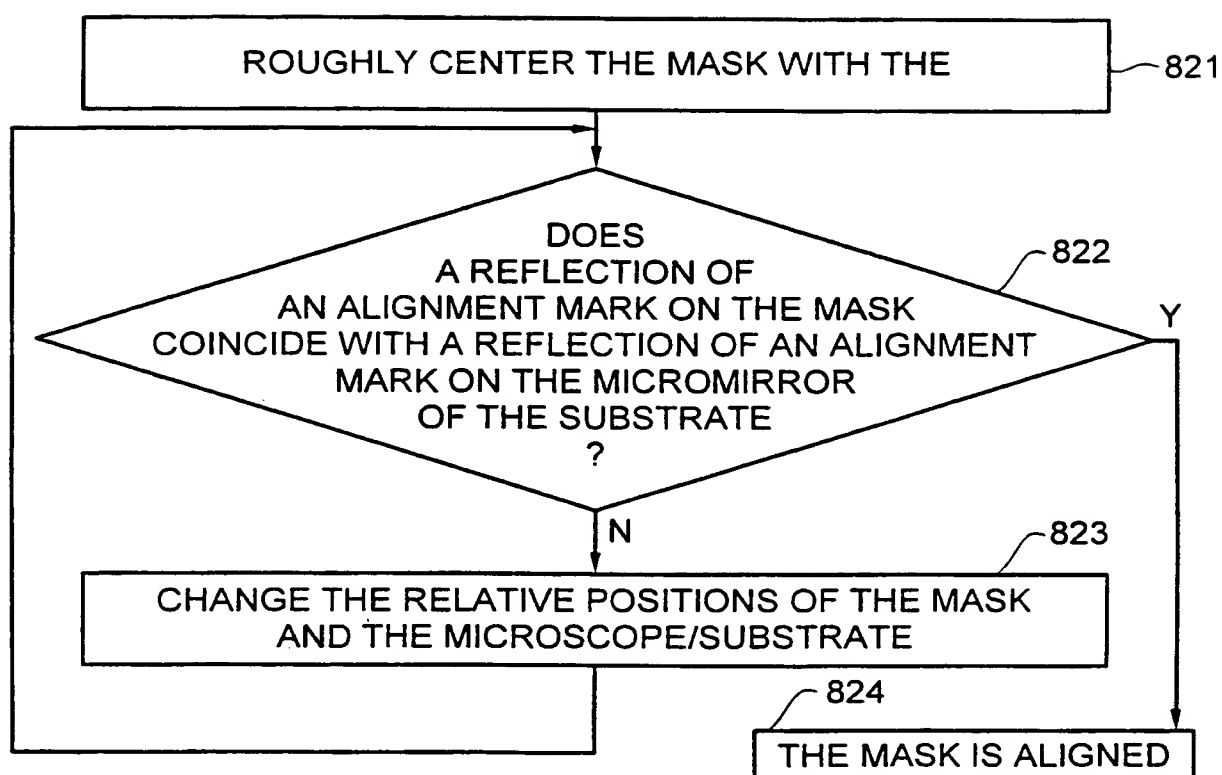 ROUGHLY CENTER THE MASK WITH THE
821
DOES
A REFLECTION OF
AN ALIGNMENT MARK ON THE MASK
COINCIDE WITH A REFLECTION OF AN ALIGNMENT
MARK ON THE MICROMIRROR
OF THE SUBSTRATE
?
822
Y
N
823
CHANGE THE RELATIVE POSITIONS OF THE MASK
AND THE MICROSCOPE/SUBSTRATE
824
THE MASK IS ALIGNED